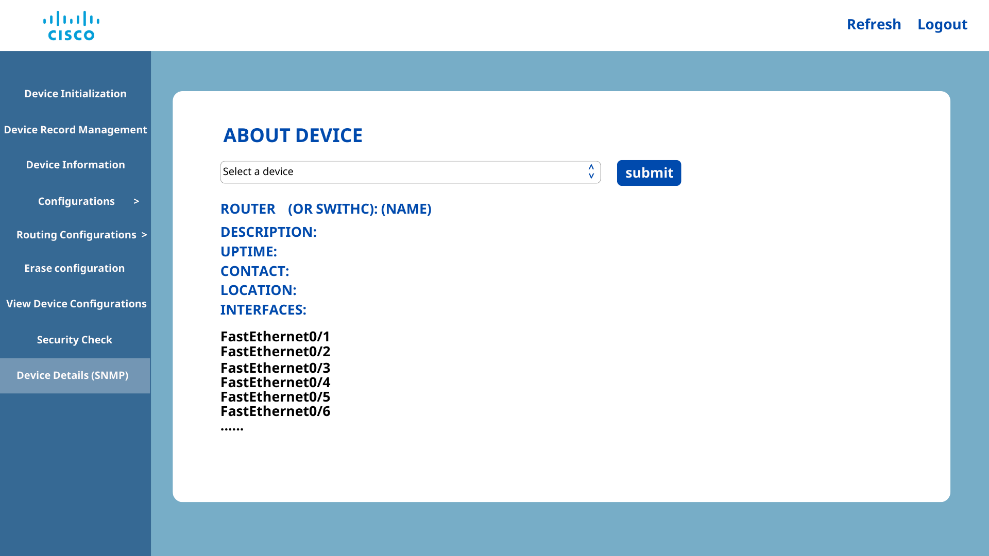 CISCO
Refresh Logout
Device Initialization
Device Record Management
Device Information
Configurations >
Routing Configurations >
Erase configuration
View Device Configurations
Security Check
Device Details (SNMP)
ABOUT DEVICE
Select a device
submit
ROUTER (OR SWITHC): (NAME)
DESCRIPTION:
UPTIME:
CONTACT:
LOCATION:
INTERFACES:
FastEthernet0/1
FastEthernet0/2
FastEthernet0/3
FastEthernet0/4
FastEthernet0/5
FastEthernet0/6
......